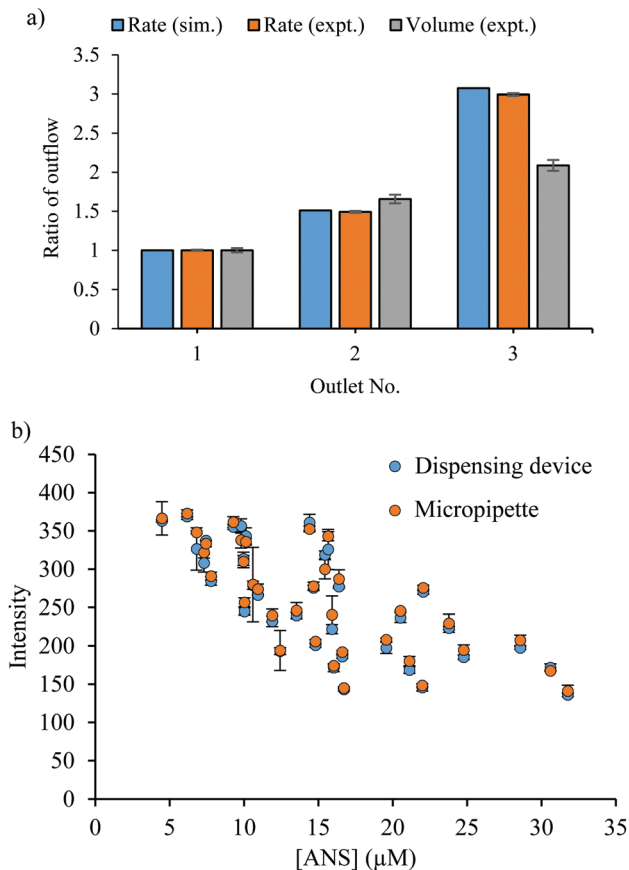 a)
Rate (sim.) Rate (expt.) Volume (expt.)
3.5
3
2.5
2
1.5
1
0.5
0
Ratio of outflow
1 2 3
Outlet No.
b)
450
400
350
300
250
200
150
100
50
0
Intensity
Dispensing device
Micropipette
0 5 10 15 20 25 30 35
[ANS] (µM)